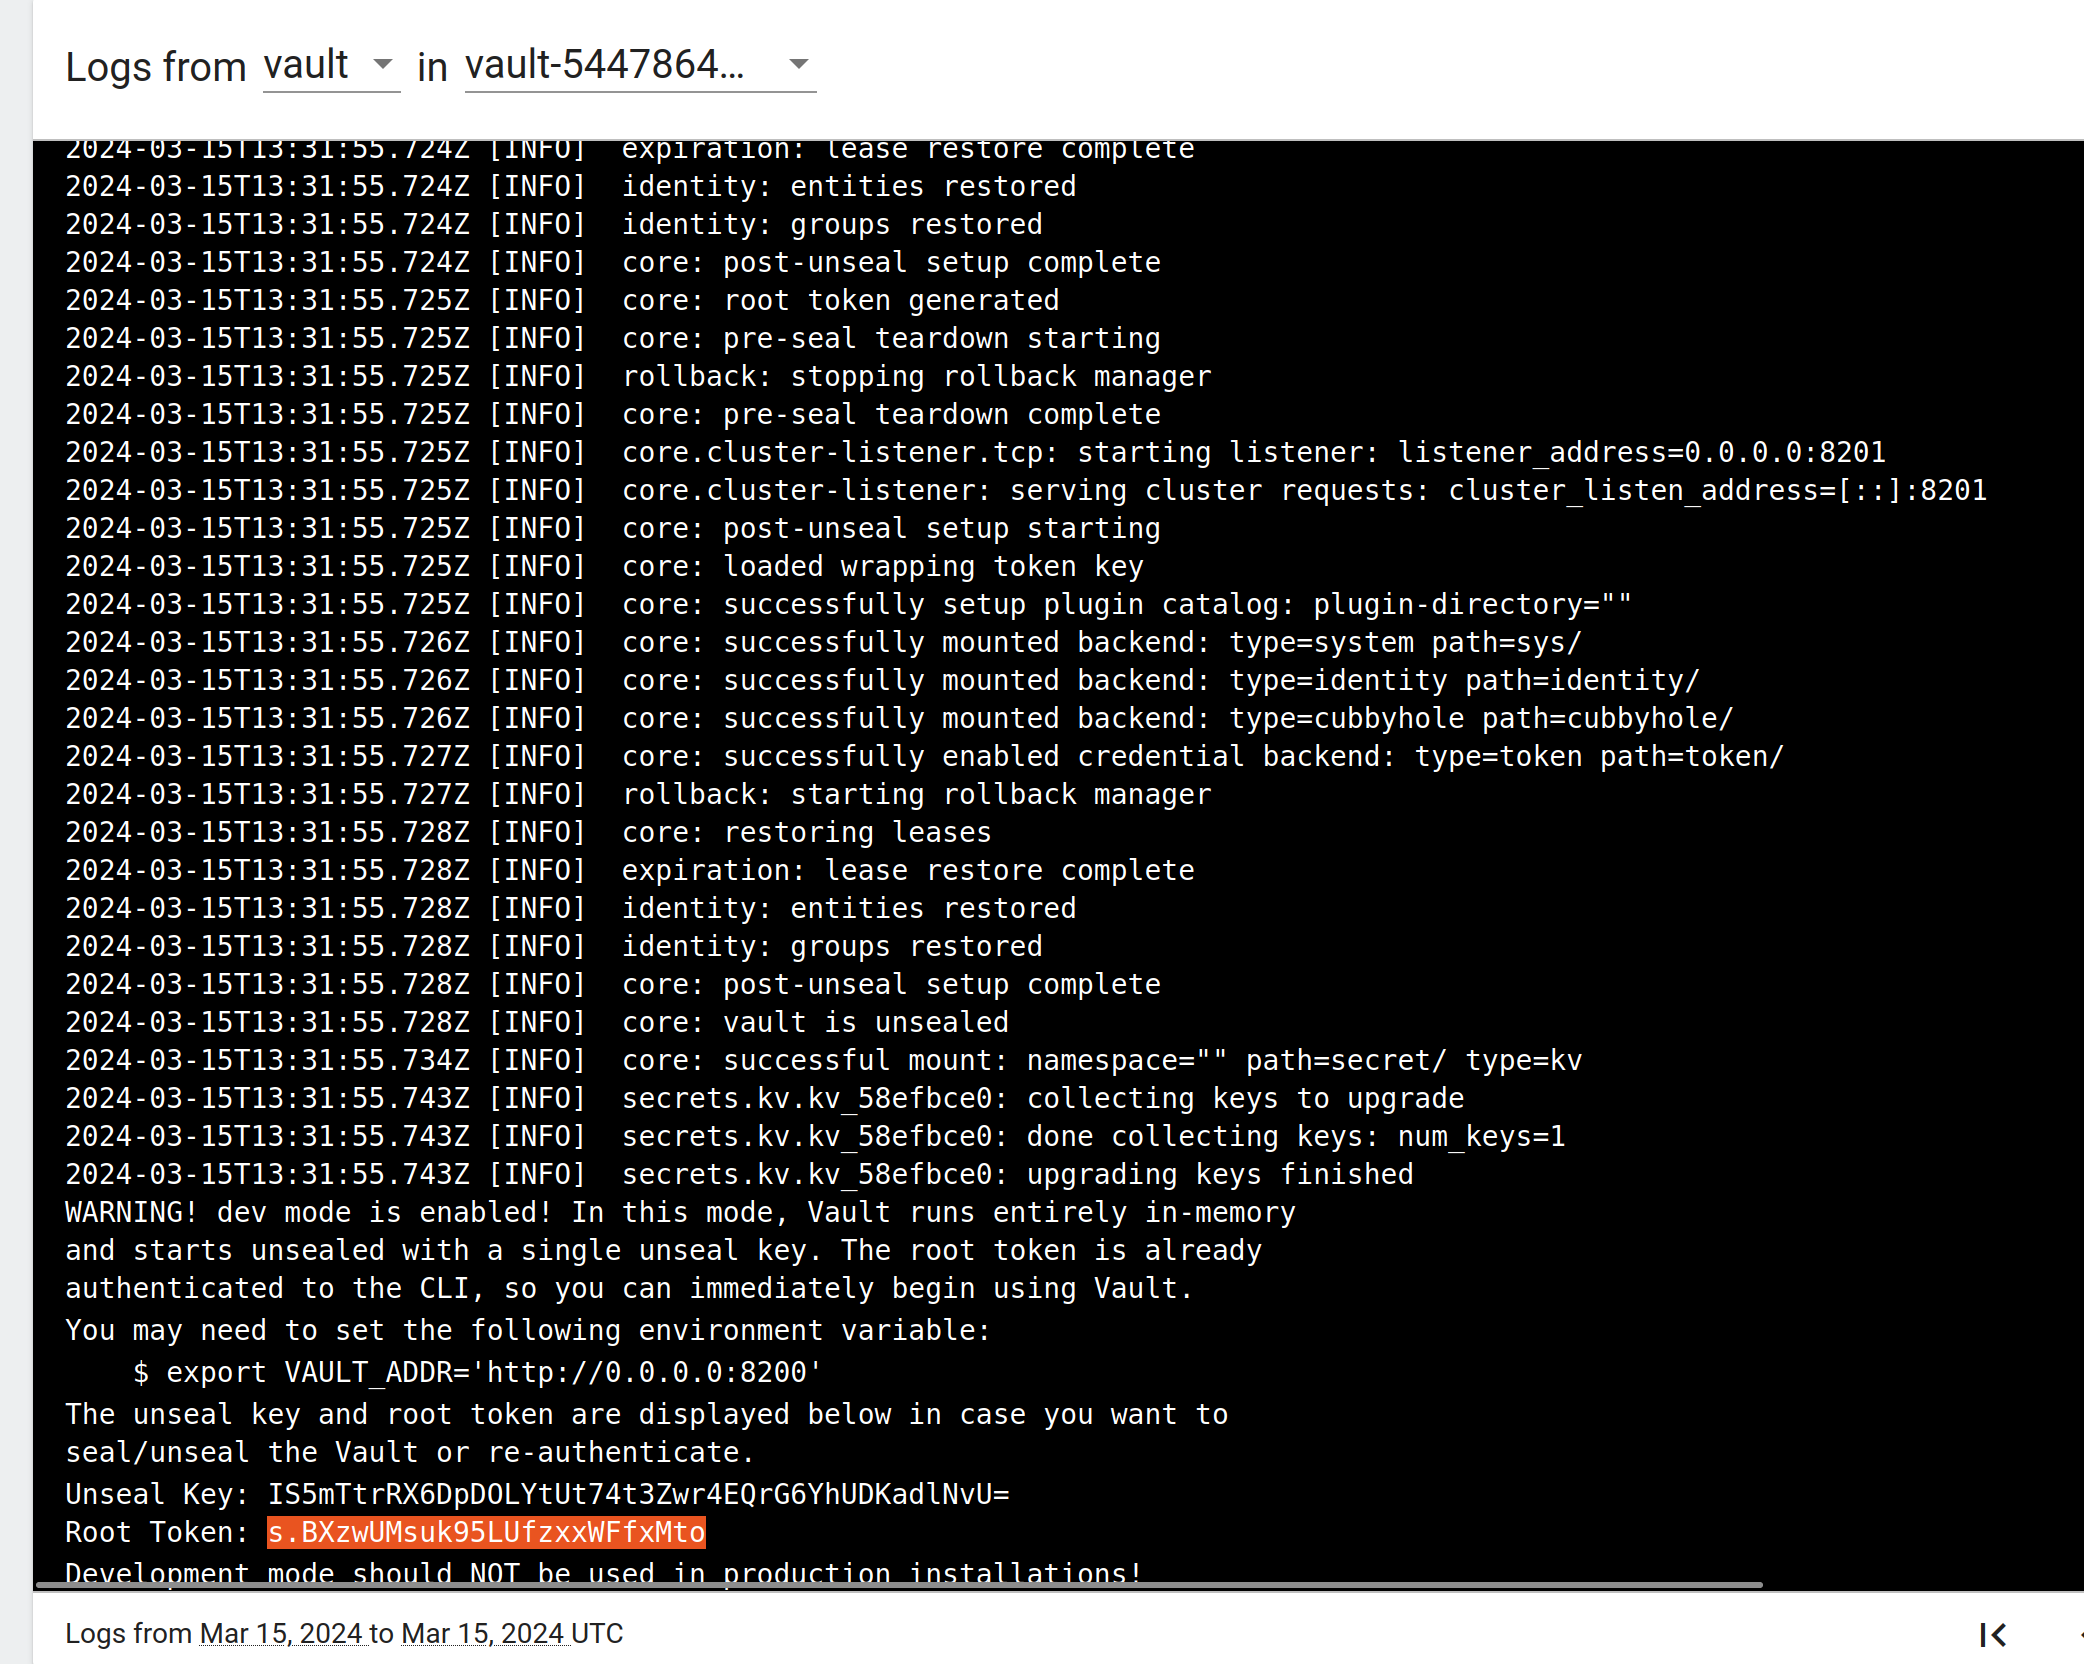 Logs from vault in vault-5447864...
2024-03-15T13:31:55.724Z [INFO]  expiration: lease restore complete
2024-03-15T13:31:55.724Z [INFO]  identity: entities restored
2024-03-15T13:31:55.724Z [INFO]  identity: groups restored
2024-03-15T13:31:55.724Z [INFO]  core: post-unseal setup complete
2024-03-15T13:31:55.725Z [INFO]  core: root token generated
2024-03-15T13:31:55.725Z [INFO]  core: pre-seal teardown starting
2024-03-15T13:31:55.725Z [INFO]  rollback: stopping rollback manager
2024-03-15T13:31:55.725Z [INFO]  core: pre-seal teardown complete
2024-03-15T13:31:55.725Z [INFO]  core.cluster-listener.tcp: starting listener: listener_address=0.0.0.0:8201
2024-03-15T13:31:55.725Z [INFO]  core.cluster-listener: serving cluster requests: cluster_listen_address=[::]:8201
2024-03-15T13:31:55.725Z [INFO]  core: post-unseal setup starting
2024-03-15T13:31:55.725Z [INFO]  core: loaded wrapping token key
2024-03-15T13:31:55.725Z [INFO]  core: successfully setup plugin catalog: plugin-directory=""
2024-03-15T13:31:55.726Z [INFO]  core: successfully mounted backend: type=system path=sys/
2024-03-15T13:31:55.726Z [INFO]  core: successfully mounted backend: type=identity path=identity/
2024-03-15T13:31:55.726Z [INFO]  core: successfully mounted backend: type=cubbyhole path=cubbyhole/
2024-03-15T13:31:55.727Z [INFO]  core: successfully enabled credential backend: type=token path=token/
2024-03-15T13:31:55.727Z [INFO]  rollback: starting rollback manager
2024-03-15T13:31:55.728Z [INFO]  core: restoring leases
2024-03-15T13:31:55.728Z [INFO]  expiration: lease restore complete
2024-03-15T13:31:55.728Z [INFO]  identity: entities restored
2024-03-15T13:31:55.728Z [INFO]  identity: groups restored
2024-03-15T13:31:55.728Z [INFO]  core: post-unseal setup complete
2024-03-15T13:31:55.728Z [INFO]  core: vault is unsealed
2024-03-15T13:31:55.734Z [INFO]  core: successful mount: namespace="" path=secret/ type=kv
2024-03-15T13:31:55.743Z [INFO]  secrets.kv.kv_58efbce0: collecting keys to upgrade
2024-03-15T13:31:55.743Z [INFO]  secrets.kv.kv_58efbce0: done collecting keys: num_keys=1
2024-03-15T13:31:55.743Z [INFO]  secrets.kv.kv_58efbce0: upgrading keys finished
WARNING! dev mode is enabled! In this mode, Vault runs entirely in-memory
and starts unsealed with a single unseal key. The root token is already
authenticated to the CLI, so you can immediately begin using Vault.
You may need to set the following environment variable:
    $ export VAULT_ADDR='http://0.0.0.0:8200'
The unseal key and root token are displayed below in case you want to
seal/unseal the Vault or re-authenticate.
Unseal Key: IS5mTtrRX6DpDOLYtUt74t3Zwr4EQrG6YhUDKadlNvU=
Root Token: s.BXzwUMsuk95LUfzxxWFfxMto
Development mode should NOT be used in production installations!
Logs from Mar 15, 2024 to Mar 15, 2024 UTC